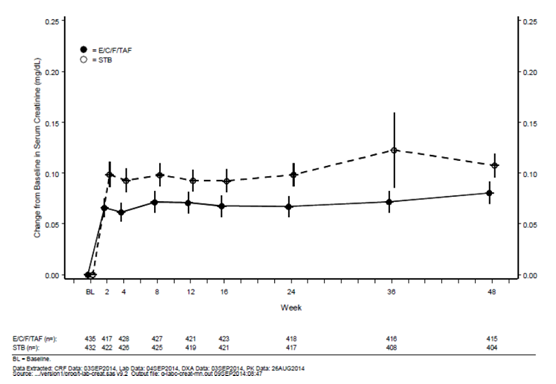 0.25 0.25
● = E/C/F/TAF
○ = STB
0.20 0.20
0.15 0.15
Change from Baseline in Serum Creatinine (mg/dL)
0.10 0.10
0.05 0.05
0.00 0.00
BL 2 4 8 12 16 24 36 48
Week
E/C/F/TAF (n=): 435 417 428 427 421 423 418 416 415
STB (n=): 432 422 426 425 419 421 417 408 404
BL = Baseline.
Data Extracted: CRF Data: 03SEP2014, Lab Data: 04SEP2014, DXA Data: 03SEP2014, PK Data: 26AUG2014